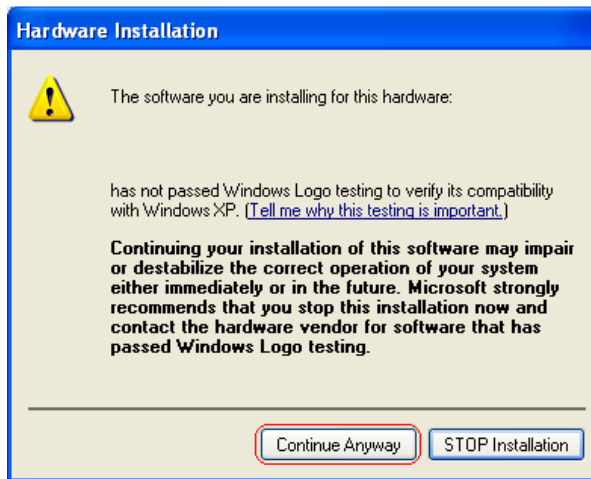 Hardware Installation
The software you are installing for this hardware:
has not passed Windows Logo testing to verify its compatibility
with Windows XP. (Tell me why this testing is important.)
Continuing your installation of this software may impair
or destabilize the correct operation of your system
either immediately or in the future. Microsoft strongly
recommends that you stop this installation now and
contact the hardware vendor for software that has
passed Windows Logo testing.
Continue Anyway
STOP Installation